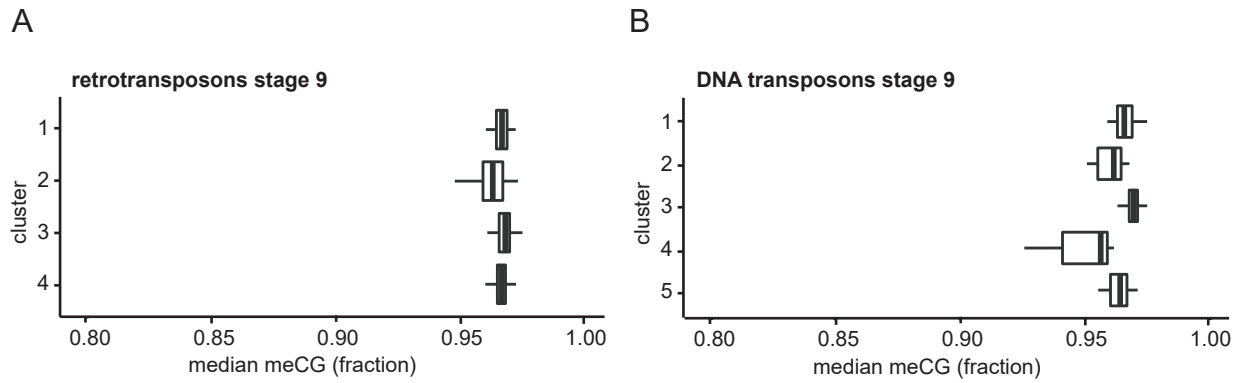 A
retrotransposons stage 9
cluster
1
2
3
4
0.80 0.85 0.90 0.95 1.00
median meCG (fraction)
B
DNA transposons stage 9
cluster
1
2
3
4
5
0.80 0.85 0.90 0.95 1.00
median meCG (fraction)